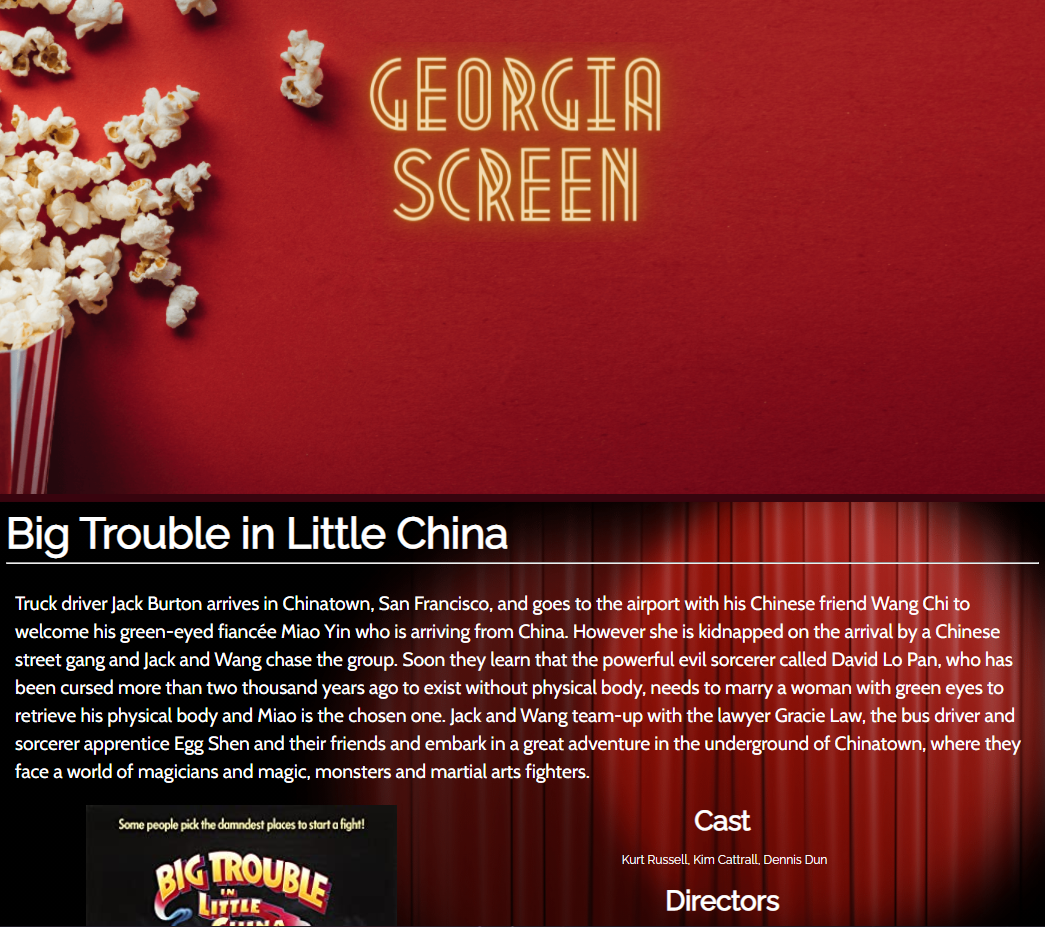 GEORGIA
SCREEN
Big Trouble in Little China
Truck driver Jack Burton arrives in Chinatown, San Francisco, and goes to the airport with his Chinese friend Wang Chi to
welcome his green-eyed fiancée Miao Yin who is arriving from China. However she is kidnapped on the arrival by a Chinese
street gang and Jack and Wang chase the group. Soon they learn that the powerful evil sorcerer called David Lo Pan, who has
been cursed more than two thousand years ago to exist without physical body, needs to marry a woman with green eyes to
retrieve his physical body and Miao is the chosen one. Jack and Wang team-up with the lawyer Gracie Law, the bus driver and
sorcerer apprentice Egg Shen and their friends and embark in a great adventure in the underground of Chinatown, where they
face a world of magicians and magic, monsters and martial arts fighters.
Some people pick the damndest places to start a fight!
BIG TROUBLE
IN
LITTLE
CHINA
Cast
Kurt Russell, Kim Cattrall, Dennis Dun
Directors